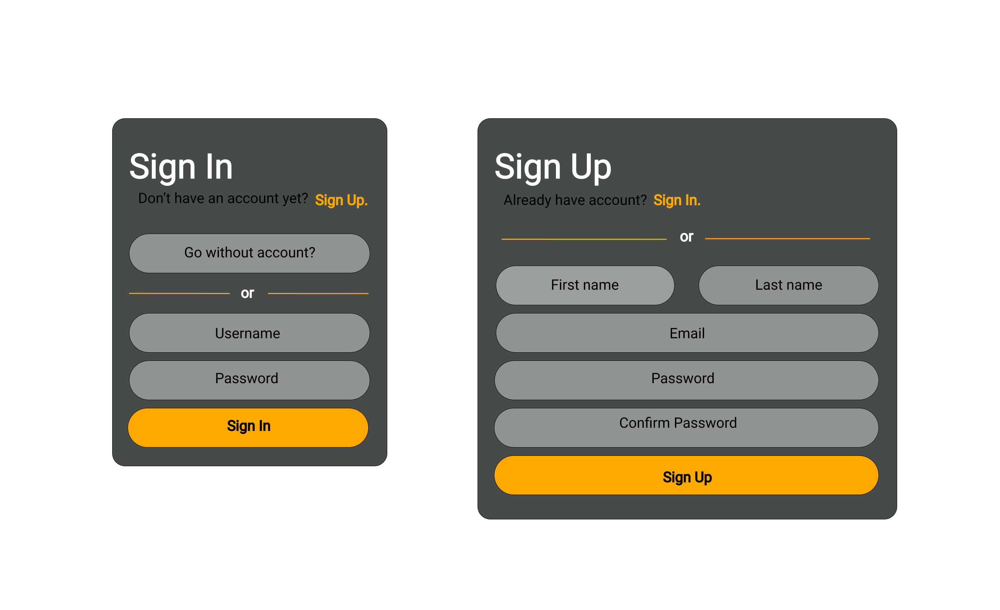 Sign In
Don't have an account yet? Sign Up.
Go without account?
or
Username
Password
Sign In
Sign Up
Already have account? Sign In.
or
First name Last name
Email
Password
Confirm Password
Sign Up